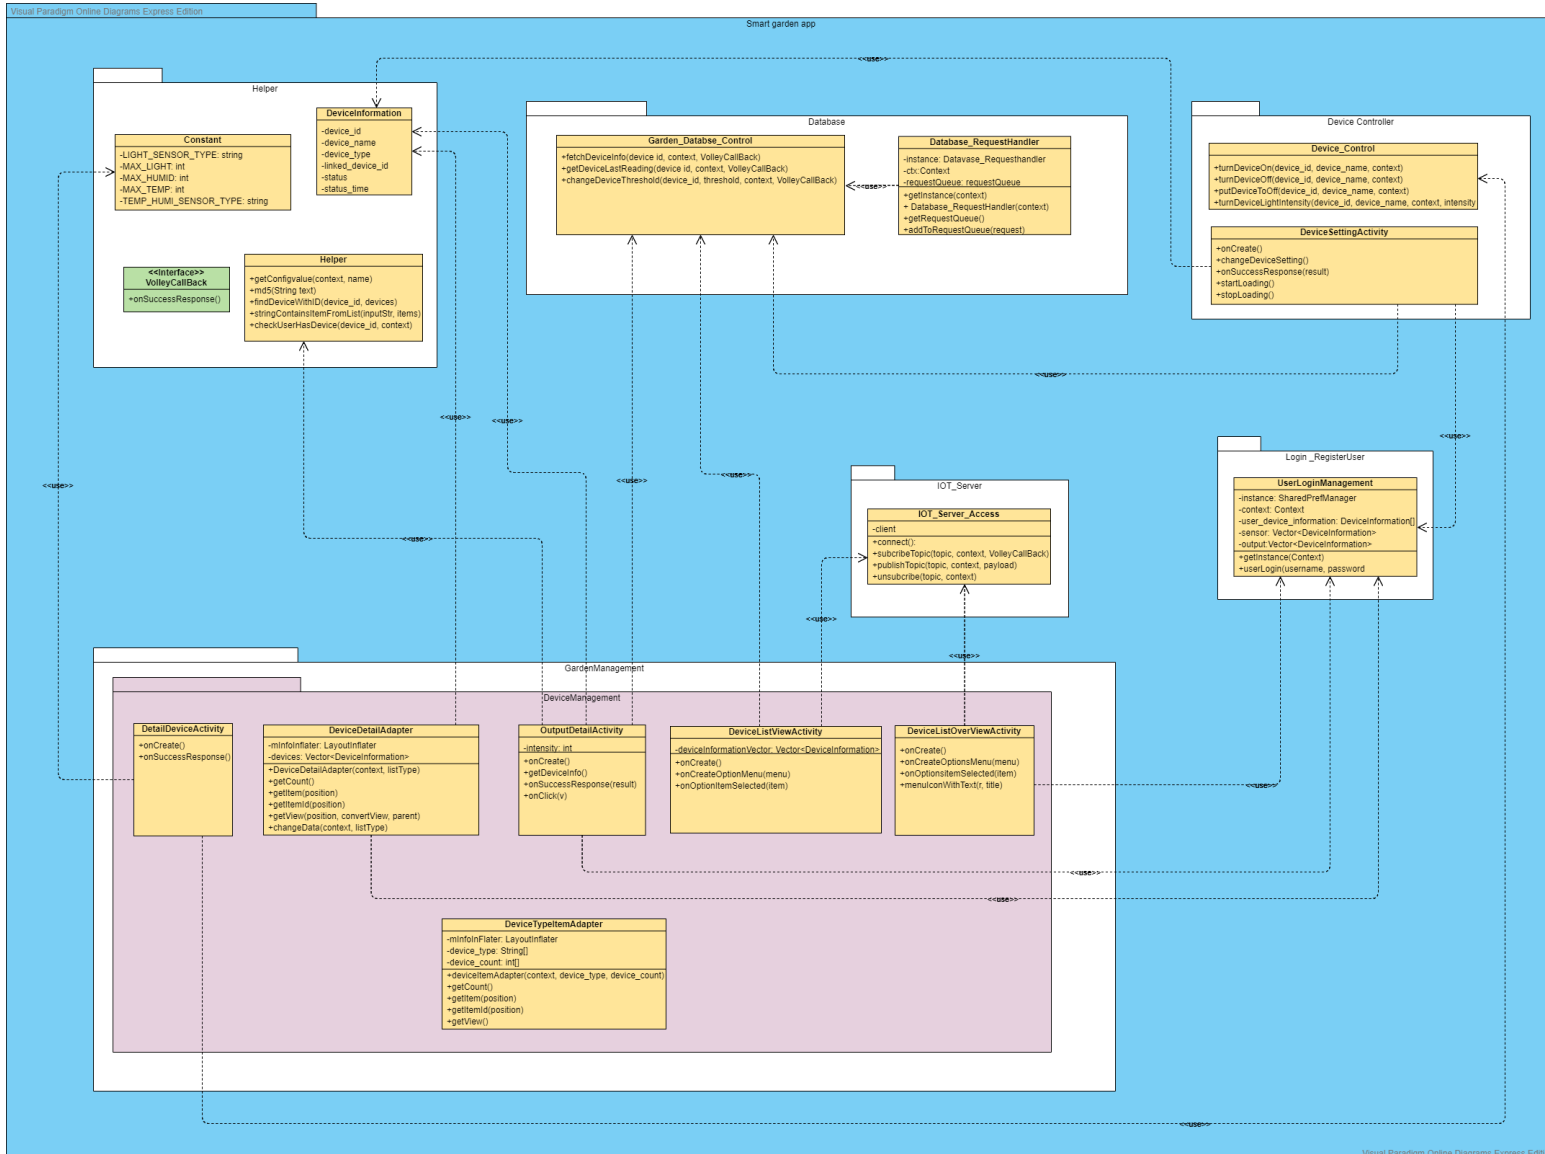 Visual Paradigm Online Diagrams Express Edition
Smart garden app
<<use>>
Helper
DeviceInformation
-device_id
-device_name
-device_type
-linked_device_id
-status
-status_time
Constant
-LIGHT_SENSOR_TYPE: string
-MAX_LIGHT: int
-MAX_HUMID: int
-MAX_TEMP: int
-TEMP_HUMI_SENSOR_TYPE: string
<<Interface>>
VolleyCallBack
+onSuccessResponse()
Helper
+getConfigvalue(context, name)
+md5(String text)
+findDeviceWithID(device_id, devices)
+stringContainsItemFromList(inputStr, items)
+checkUserHasDevice(device_id, context)
Database
Garden_Databse_Control
+fetchDeviceInfo(device id, context, VolleyCallBack)
+getDeviceLastReading(device id, context, VolleyCallBack)
+changeDeviceThreshold(device_id, threshold, context, VolleyCallBack)
<<use>>
Database_RequestHandler
-instance: Datavase_Requesthandler
-ctx:Context
-requestQueue: requestQueue
+getInstance(context)
+ Database_RequestHandler(context)
+getRequestQueue()
+addToRequestQueue(request)
Device Controller
Device_Control
+turnDeviceOn(device_id, device_name, context)
+turnDeviceOff(device_id, device_name, context)
+putDeviceToOff(device_id, device_name, context)
+turnDeviceLightIntensity(device_id, device_name, context, intensity
DeviceSettingActivity
+onCreate()
+changeDeviceSetting()
+onSuccessResponse(result)
+startLoading()
+stopLoading()
<<use>>
<<use>>
<<use>>
<<use>>
<<use>>
<<use>>
<<use>>
<<use>>
IOT_Server
IOT_Server_Access
-client
+connect():
+subcribeTopic(topic, context, VolleyCallBack)
+publishTopic(topic, context, payload)
+unsubcribe(topic, context)
Login _RegisterUser
UserLoginManagement
-instance: SharedPrefManager
-context: Context
-user_device_information: DeviceInformation[]
-sensor: Vector<DeviceInformation>
-output:Vector<DeviceInformation>
+getInstance(Context)
+userLogin(username, password
<<use>>
<<use>>
GardenManagement
DeviceManagement
DetailDeviceActivity
+onCreate()
+onSuccessResponse()
DeviceDetailAdapter
-mInfoInflater: LayoutInflater
-devices: Vector<DeviceInformation>
+DeviceDetailAdapter(context, listType)
+getCount()
+getItem(position)
+getItemId(position)
+getView(position, convertView, parent)
+changeData(context, listType)
OutputDetailActivity
-intensity: int
+onCreate()
+getDeviceInfo()
+onSuccessResponse(result)
+onClick(v)
DeviceListViewActivity
-deviceInformationVector: Vector<DeviceInformation>
+onCreate()
+onCreateOptionMenu(menu)
+onOptionItemSelected(item)
DeviceListOverViewActivity
+onCreate()
+onCreateOptionsMenu(menu)
+onOptionsitemSelected(item)
+menuIconWithText(r, title)
<<use>>
<<use>>
<<use>>
DeviceTypeItemAdapter
-mInfoInFlater: LayoutInflater
-device_type: String[]
-device_count: int[]
+deviceItemAdapter(context, device_type, device_count)
+getCount()
+getItem(position)
+getItemId(position)
+getView()
<<use>>
Visual Paradigm Online Diagrams Express Edit